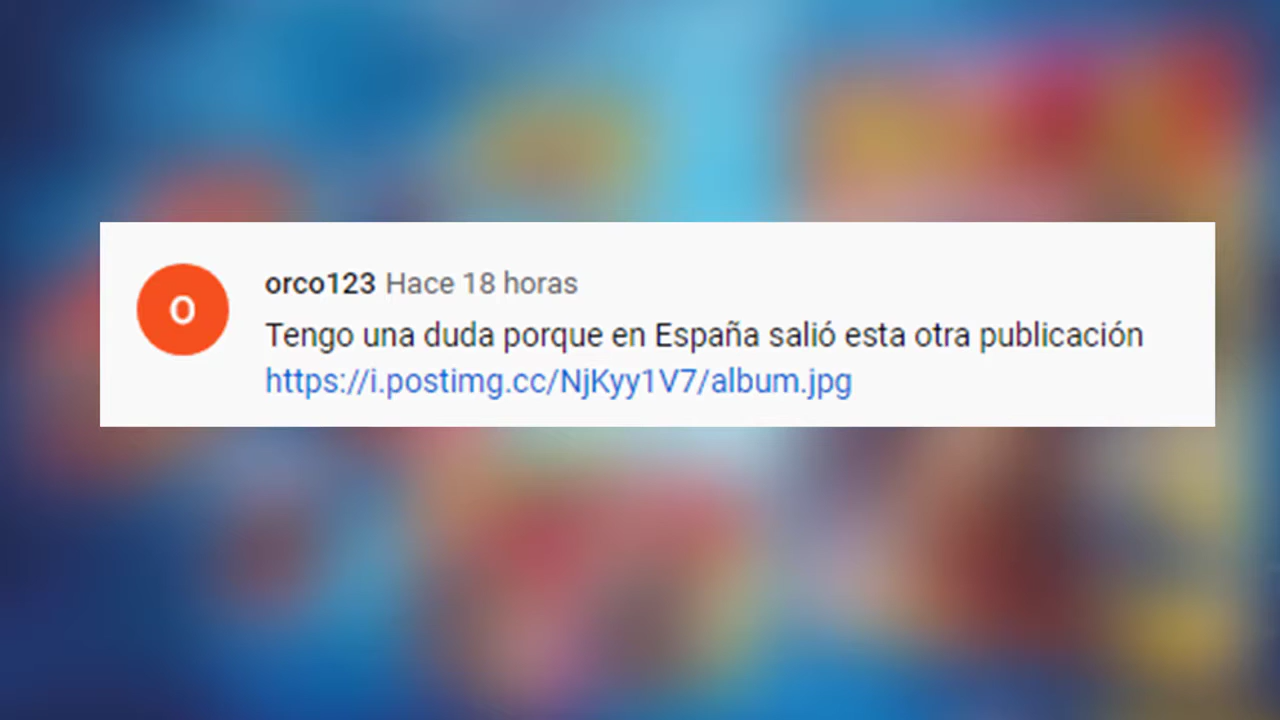 O
orco123 Hace 18 horas
Tengo una duda porque en España salió esta otra publicación
https://i.postimg.cc/NjKyy1V7/album.jpg